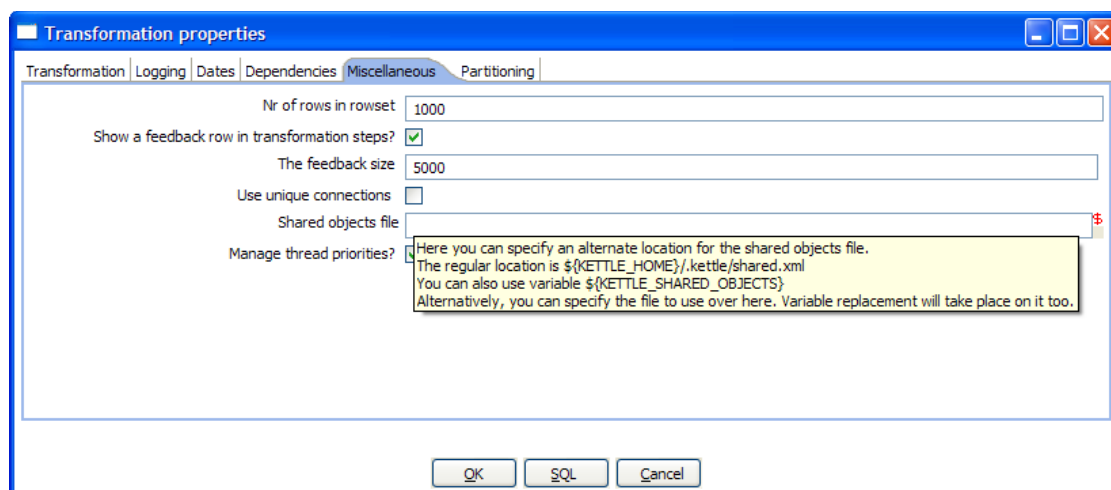 Transformation properties
Transformation Logging Dates Dependencies Miscellaneous Partitioning
Nr of rows in rowset 1000
Show a feedback row in transformation steps?
The feedback size 5000
Use unique connections
Shared objects file $
Manage thread priorities?
Here you can specify an alternate location for the shared objects file.
The regular location is ${KETTLE_HOME}/.kettle/shared.xml
You can also use variable ${KETTLE_SHARED_OBJECTS}
Alternatively, you can specify the file to use over here. Variable replacement will take place on it too.
OK SQL Cancel